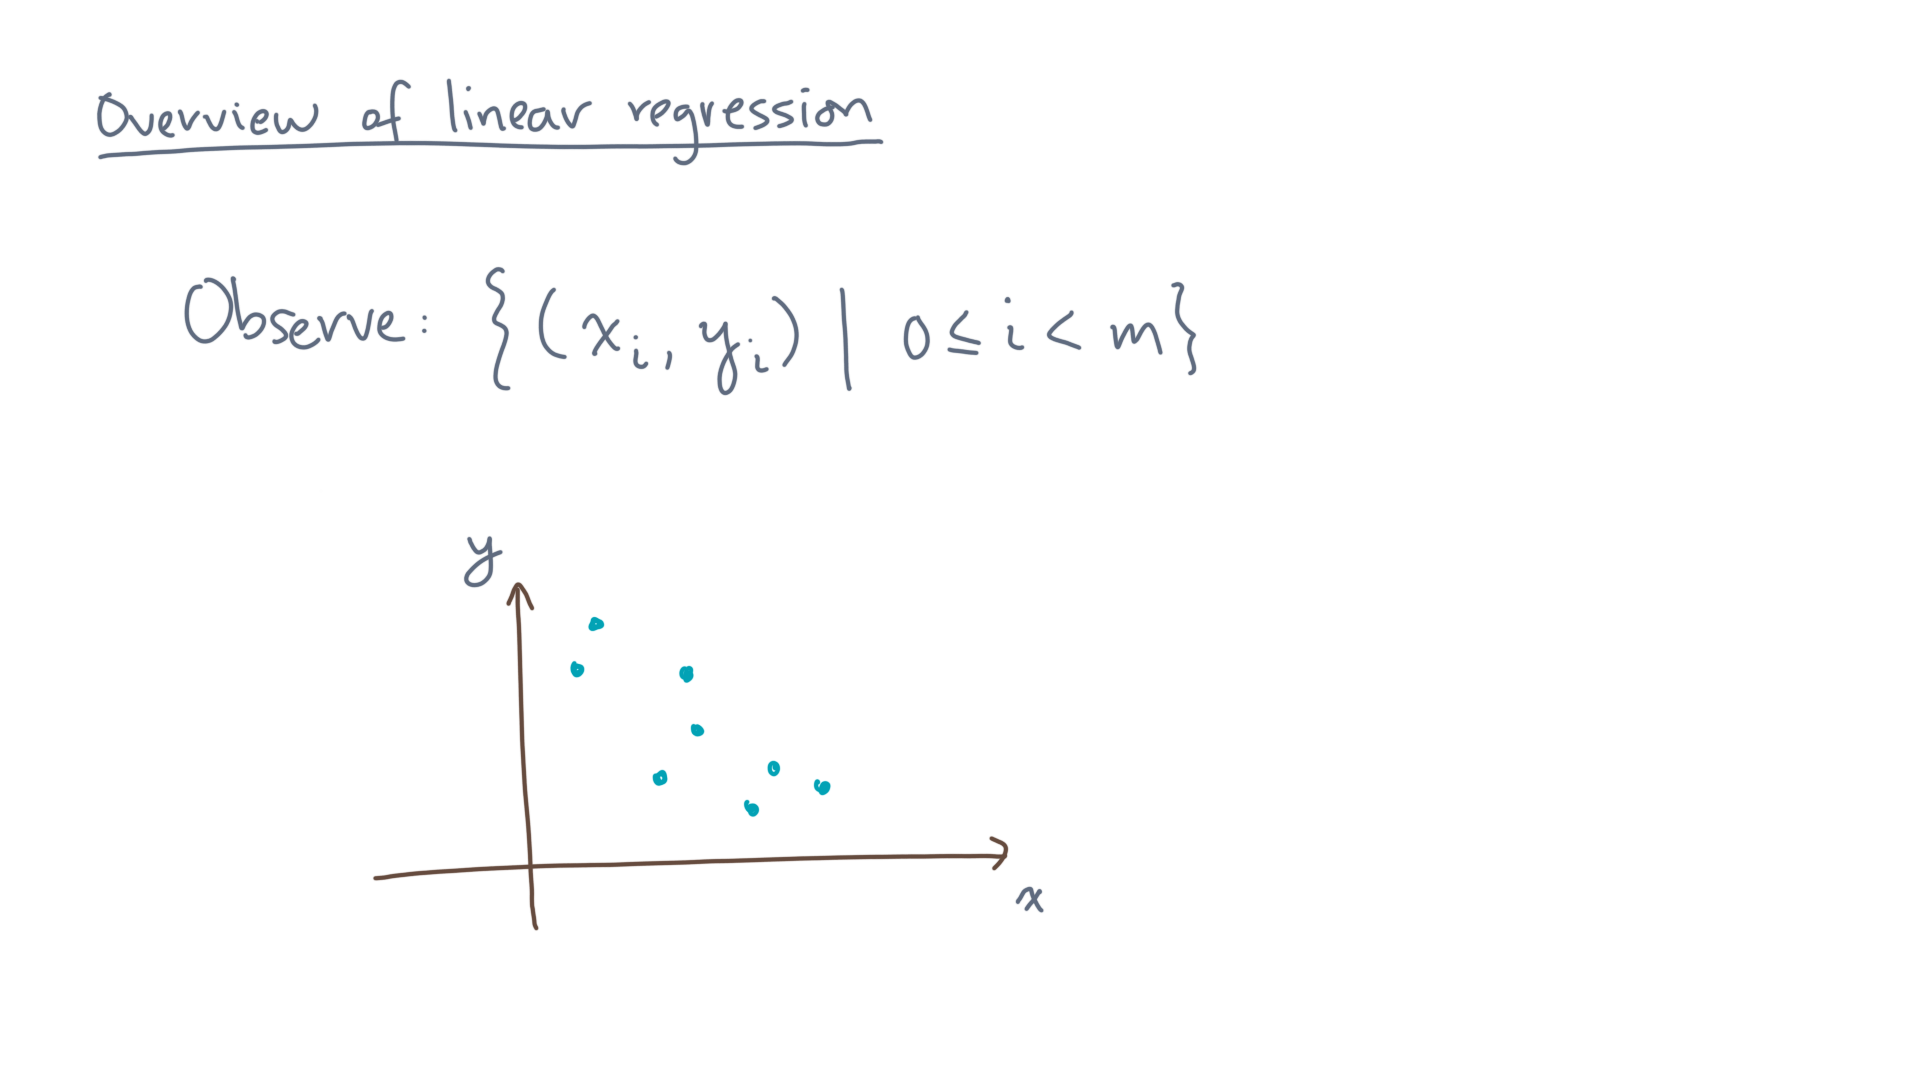 Overview of linear regression
Observe: {(xᵢ, yᵢ) | 0 ≤ i < m}
y
x